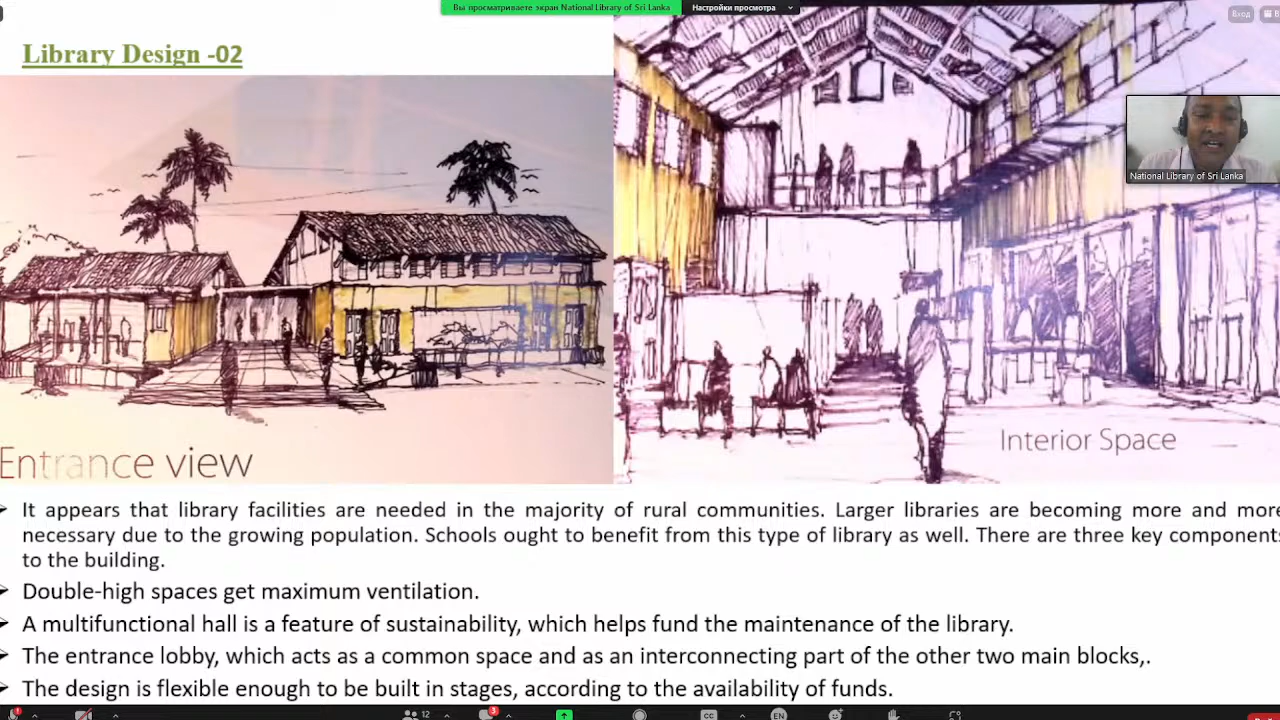 Вы просматриваете экран National Library of Sri Lanka
Настройки просмотра
Вход
Library Design -02
National Library of Sri Lanka
Entrance view
Interior Space
It appears that library facilities are needed in the majority of rural communities. Larger libraries are becoming more and more
necessary due to the growing population. Schools ought to benefit from this type of library as well. There are three key components
to the building.
Double-high spaces get maximum ventilation.
A multifunctional hall is a feature of sustainability, which helps fund the maintenance of the library.
The entrance lobby, which acts as a common space and as an interconnecting part of the other two main blocks,.
The design is flexible enough to be built in stages, according to the availability of funds.
12
3
CC
EN